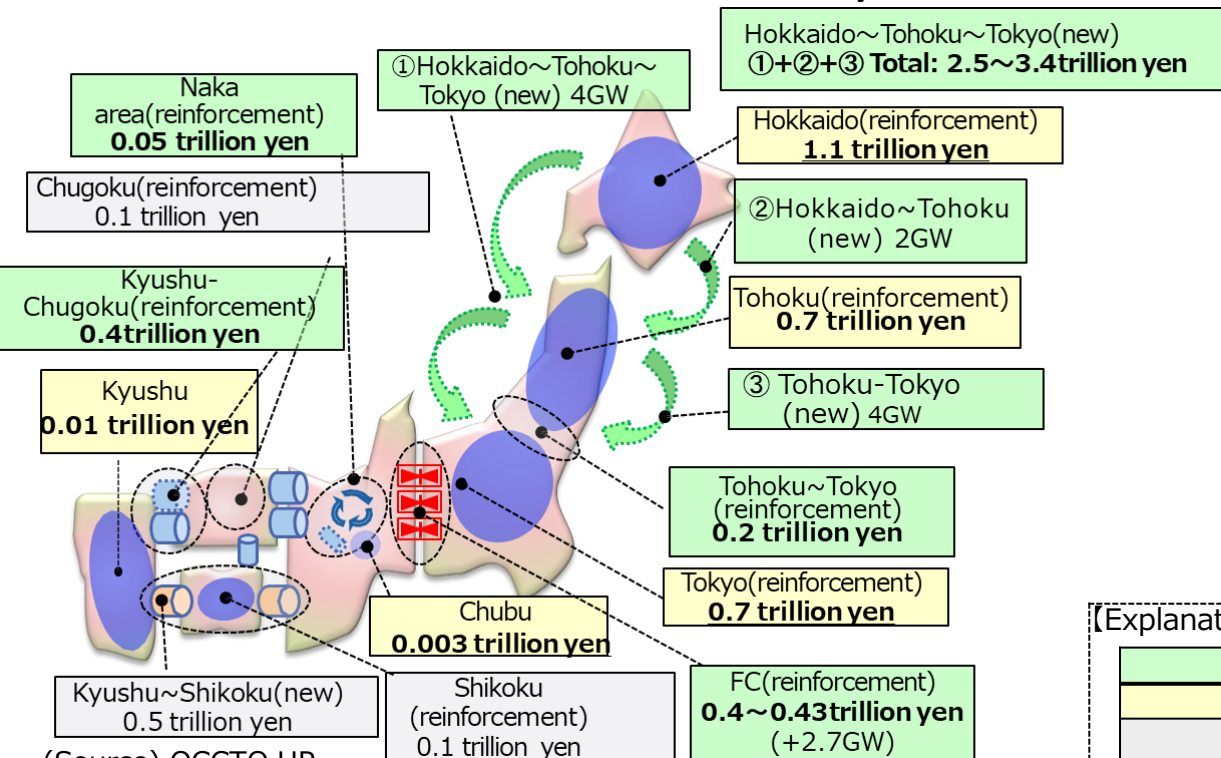 Hokkaido～Tohoku～Tokyo(new)
①+②+③ Total: 2.5～3.4trillion yen
①Hokkaido～Tohoku～
Tokyo (new) 4GW
Naka
area(reinforcement)
0.05 trillion yen
Hokkaido(reinforcement)
1.1 trillion yen
Chugoku(reinforcement)
0.1 trillion yen
②Hokkaido~Tohoku
(new) 2GW
Kyushu-
Chugoku(reinforcement)
0.4trillion yen
Tohoku(reinforcement)
0.7 trillion yen
Kyushu
0.01 trillion yen
③ Tohoku-Tokyo
(new) 4GW
Tohoku~Tokyo
(reinforcement)
0.2 trillion yen
Tokyo(reinforcement)
0.7 trillion yen
Chubu
0.003 trillion yen
Kyushu~Shikoku(new)
0.5 trillion yen
Shikoku
(reinforcement)
0.1 trillion yen
FC(reinforcement)
0.4～0.43trillion yen
(+2.7GW)
【Explanat